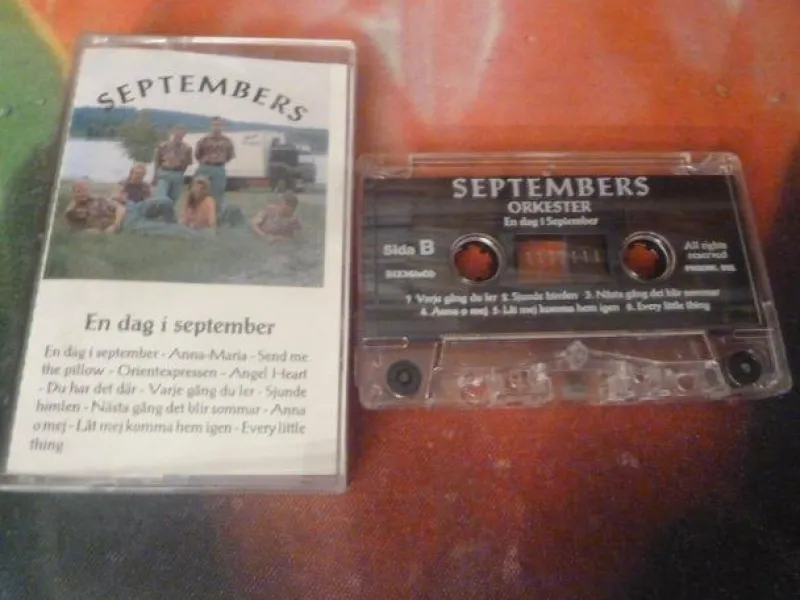 SEPTEMBERS
En dag i september
En dag i september - Anna-Maria - Send me
the pillow - Orientexpressen - Angel Heart
- Du har det där - Varje gång du ler - Sjunde
himlen - Nästa gång det blir sommar - Anna
o mej - Låt mej komma hem igen - Every little
thing
SEPTEMBERS
ORKESTER
En dag i September
Sida B
All rights
reserved
1. Varje gång du ler 2. Sjunde himlen 3. Nästa gång det blir sommar
4. Anna o mej 5. Låt mej komma hem igen 6. Every little thing